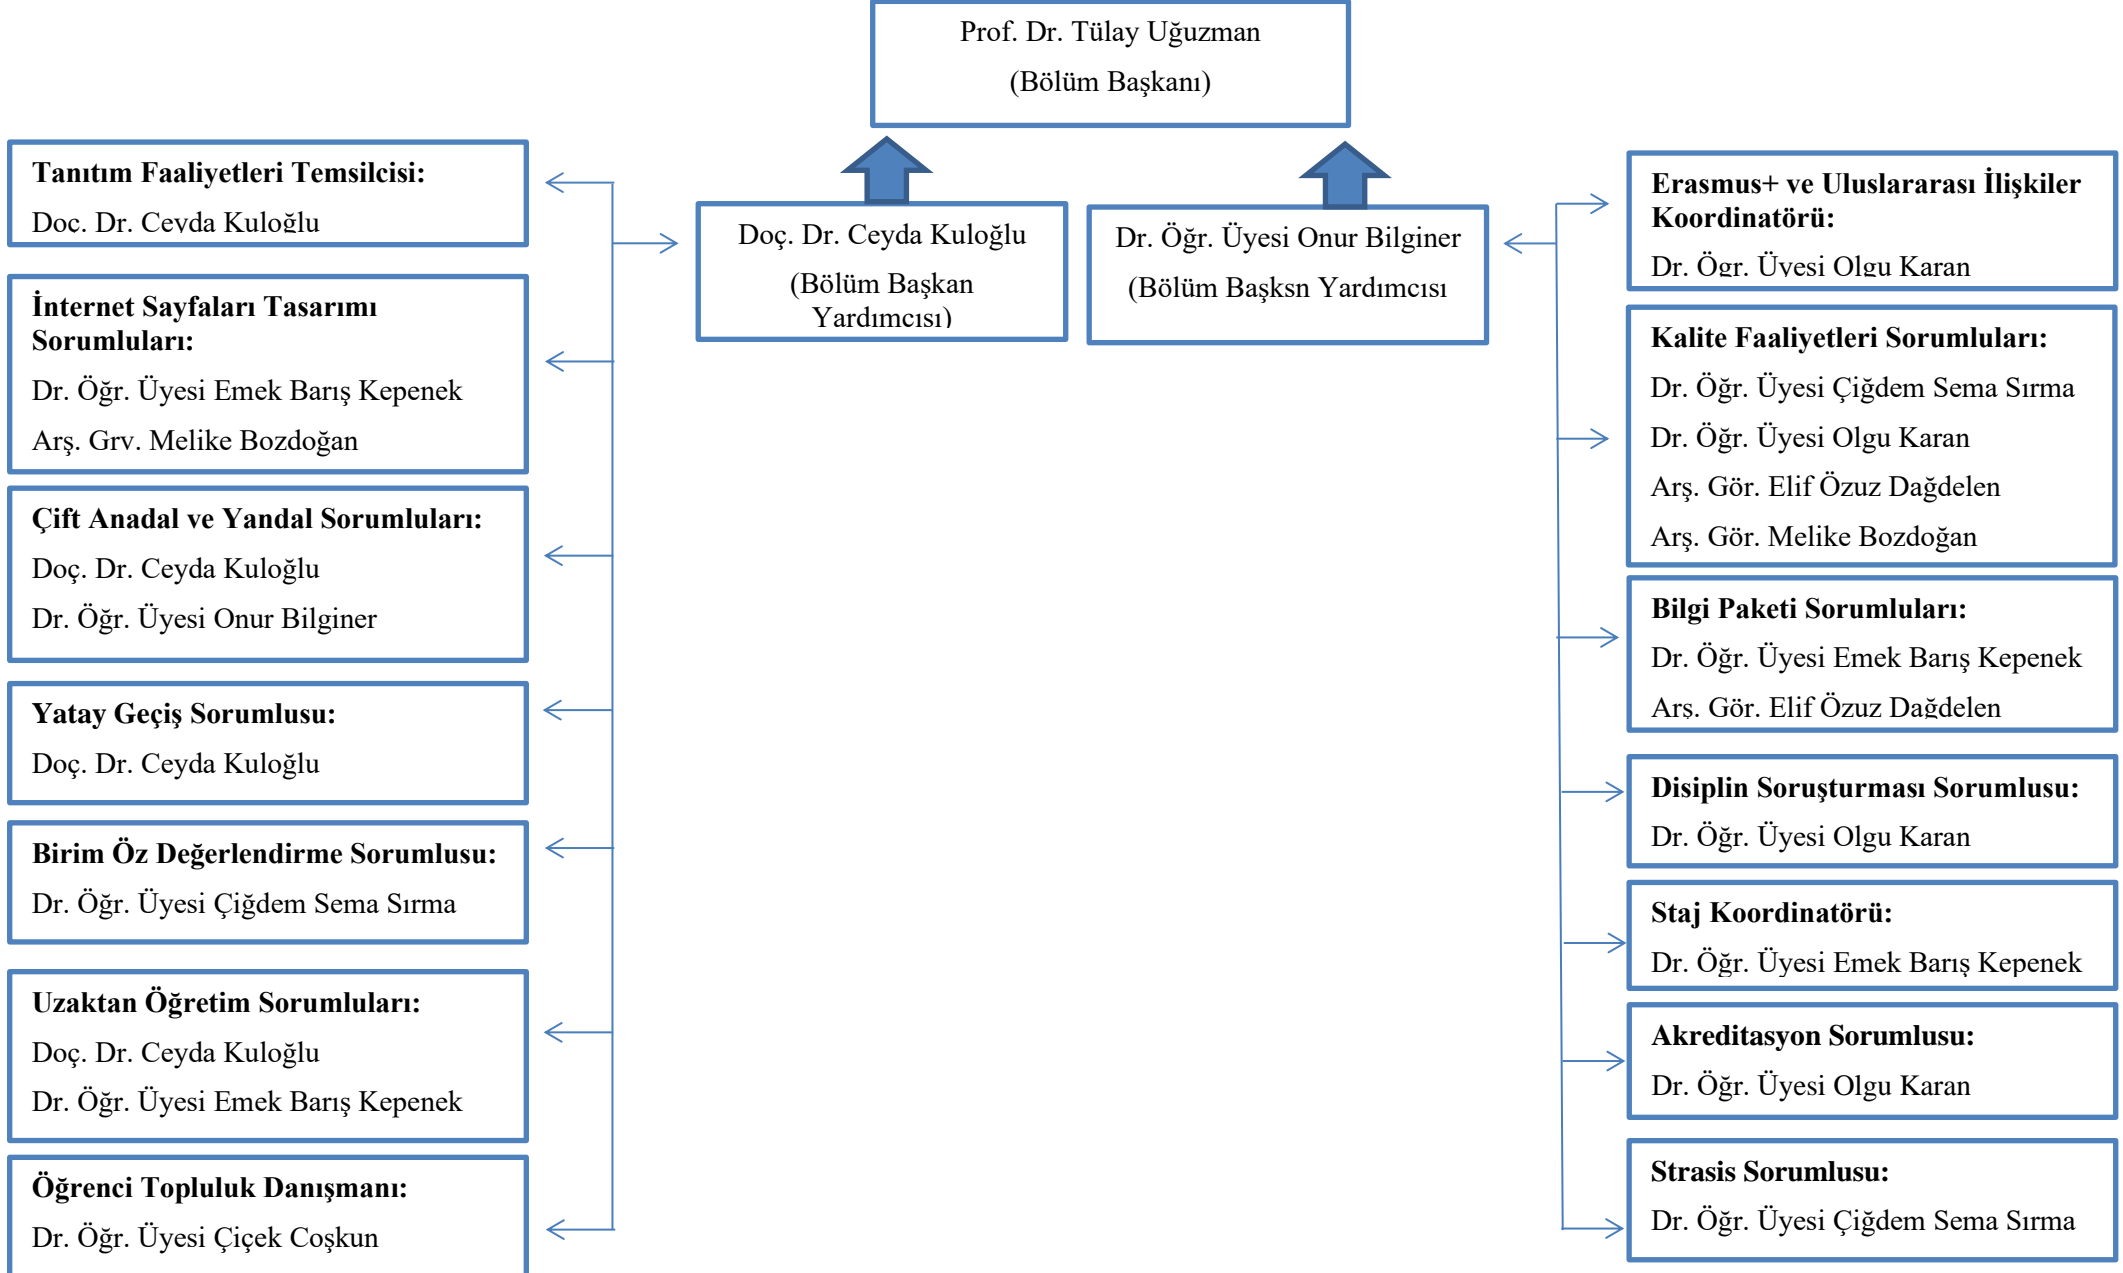 Prof. Dr. Tülay Uğuzman
(Bölüm Başkanı)
Doç. Dr. Ceyda Kuloğlu
(Bölüm Başkan
Yardımcısı)
Dr. Öğr. Üyesi Onur Bilginer
(Bölüm Başksn Yardımcısı
Tanıtım Faaliyetleri Temsilcisi:
Doç. Dr. Ceyda Kuloğlu
İnternet Sayfaları Tasarımı
Sorumluları:
Dr. Öğr. Üyesi Emek Barış Kepenek
Arş. Grv. Melike Bozdoğan
Çift Anadal ve Yandal Sorumluları:
Doç. Dr. Ceyda Kuloğlu
Dr. Öğr. Üyesi Onur Bilginer
Yatay Geçiş Sorumlusu:
Doç. Dr. Ceyda Kuloğlu
Birim Öz Değerlendirme Sorumlusu:
Dr. Öğr. Üyesi Çiğdem Sema Sırma
Uzaktan Öğretim Sorumluları:
Doç. Dr. Ceyda Kuloğlu
Dr. Öğr. Üyesi Emek Barış Kepenek
Öğrenci Topluluk Danışmanı:
Dr. Öğr. Üyesi Çiçek Coşkun
Erasmus+ ve Uluslararası İlişkiler
Koordinatörü:
Dr. Ögr. Üyesi Olgu Karan
Kalite Faaliyetleri Sorumluları:
Dr. Öğr. Üyesi Çiğdem Sema Sırma
Dr. Öğr. Üyesi Olgu Karan
Arş. Gör. Elif Özuz Dağdelen
Arş. Gör. Melike Bozdoğan
Bilgi Paketi Sorumluları:
Dr. Öğr. Üyesi Emek Barış Kepenek
Arş. Gör. Elif Özuz Dağdelen
Disiplin Soruşturması Sorumlusu:
Dr. Öğr. Üyesi Olgu Karan
Staj Koordinatörü:
Dr. Öğr. Üyesi Emek Barış Kepenek
Akreditasyon Sorumlusu:
Dr. Öğr. Üyesi Olgu Karan
Strasis Sorumlusu:
Dr. Öğr. Üyesi Çiğdem Sema Sırma